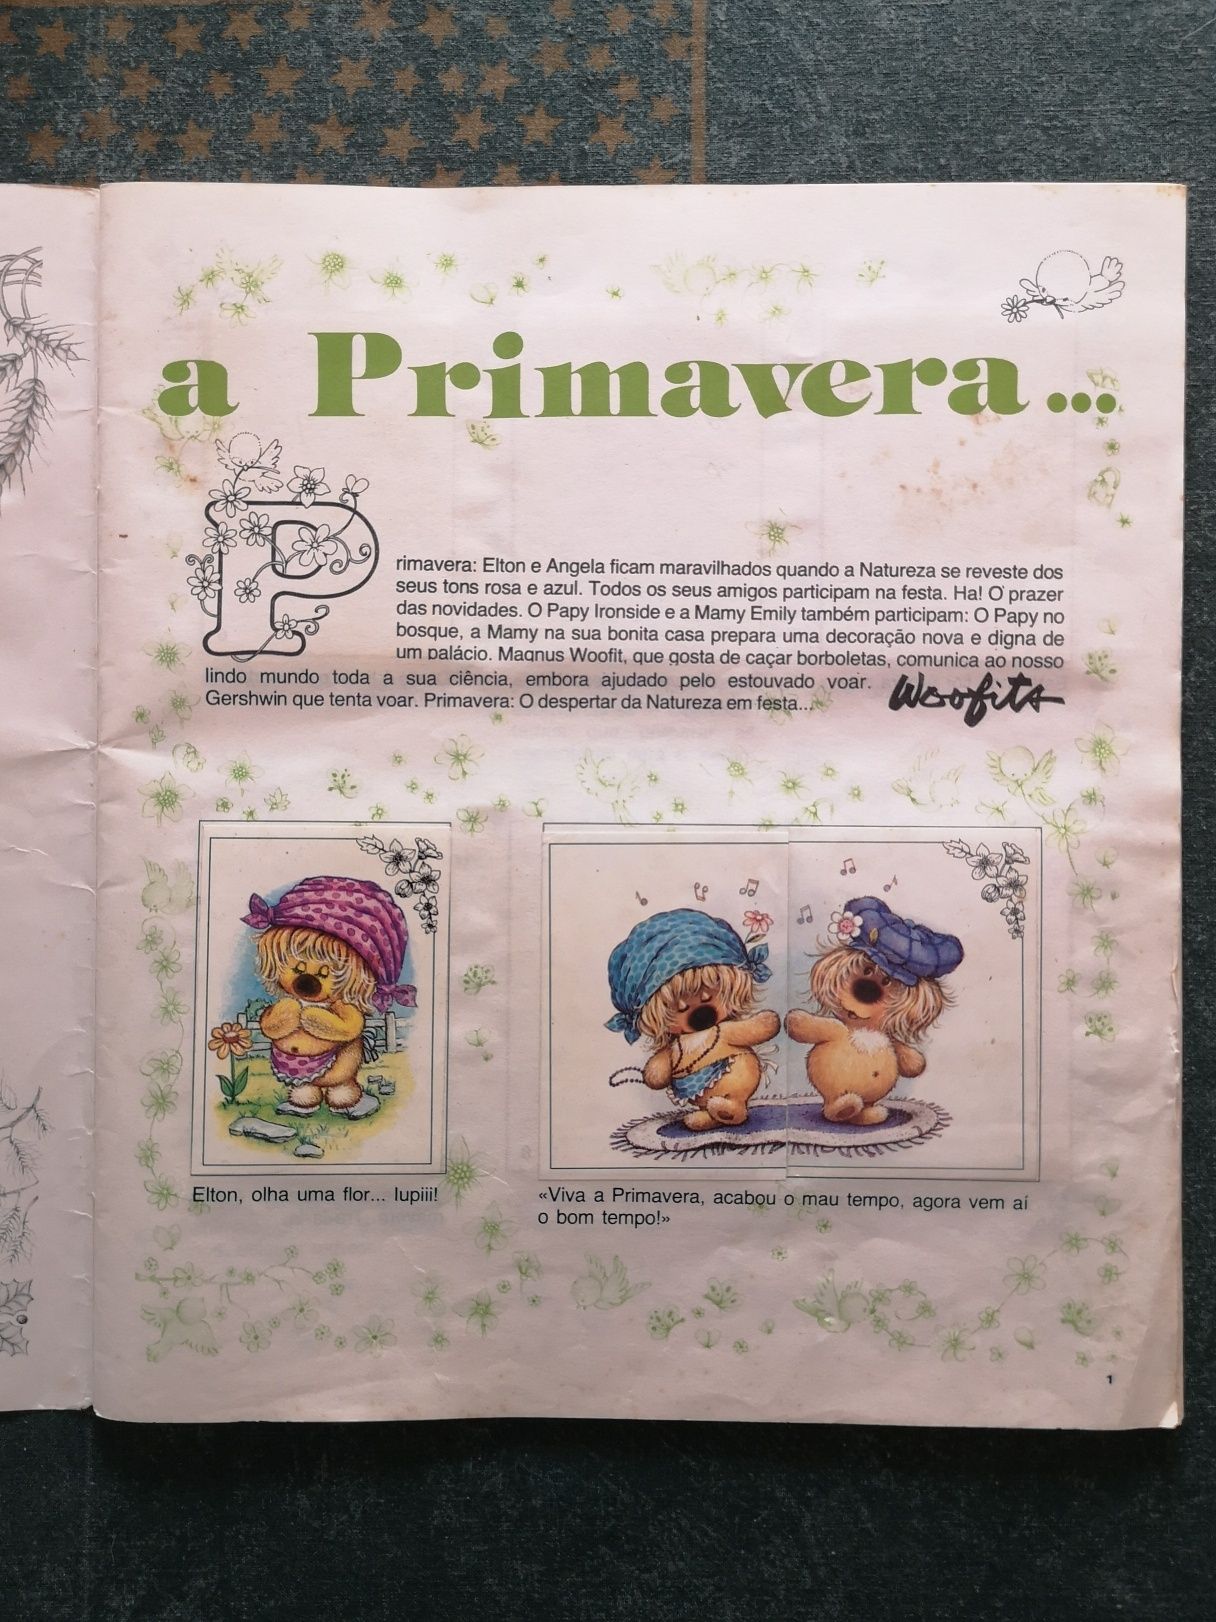 a Primavera...
Primavera: Elton e Angela ficam maravilhados quando a Natureza se reveste dos
seus tons rosa e azul. Todos os seus amigos participam na festa. Ha! O prazer
das novidades. O Papy Ironside e a Mamy Emily também participam: O Papy no
bosque, a Mamy na sua bonita casa prepara uma decoração nova e digna de
um palácio. Magnus Woofit, que gosta de caçar borboletas, comunica ao nosso
lindo mundo toda a sua ciência, embora ajudado pelo estouvado voar.
Gershwin que tenta voar. Primavera: O despertar da Natureza em festa...
Woofits
Elton, olha uma flor... Iupiii!
«Viva a Primavera, acabou o mau tempo, agora vem aí
o bom tempo!»
1